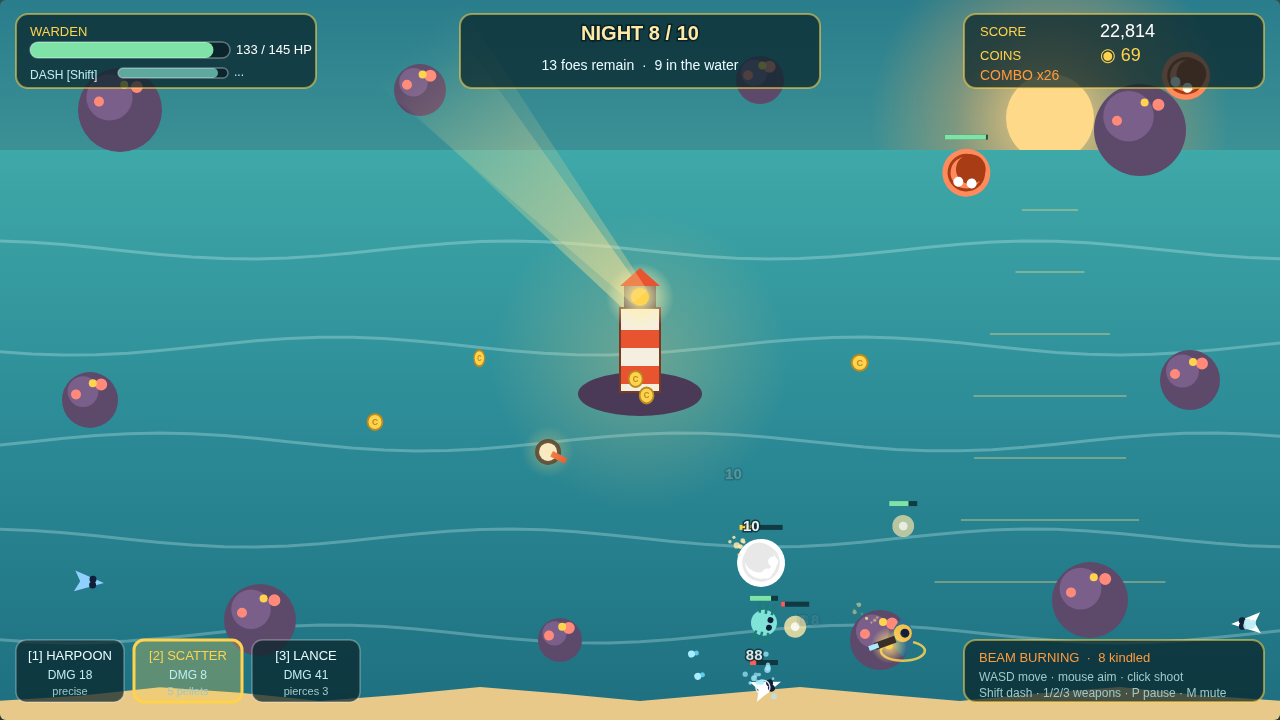 WARDEN
133 / 145 HP
DASH [Shift]
...
NIGHT 8 / 10
13 foes remain · 9 in the water
SCORE 22,814
COINS ◉ 69
COMBO x26
C
C
C
C
C
10
10
88
[1] HARPOON
DMG 18
precise
[2] SCATTER
DMG 8
5 pellets
[3] LANCE
DMG 41
pierces 3
BEAM BURNING · 8 kindled
WASD move · mouse aim · click shoot
Shift dash · 1/2/3 weapons · P pause · M mute